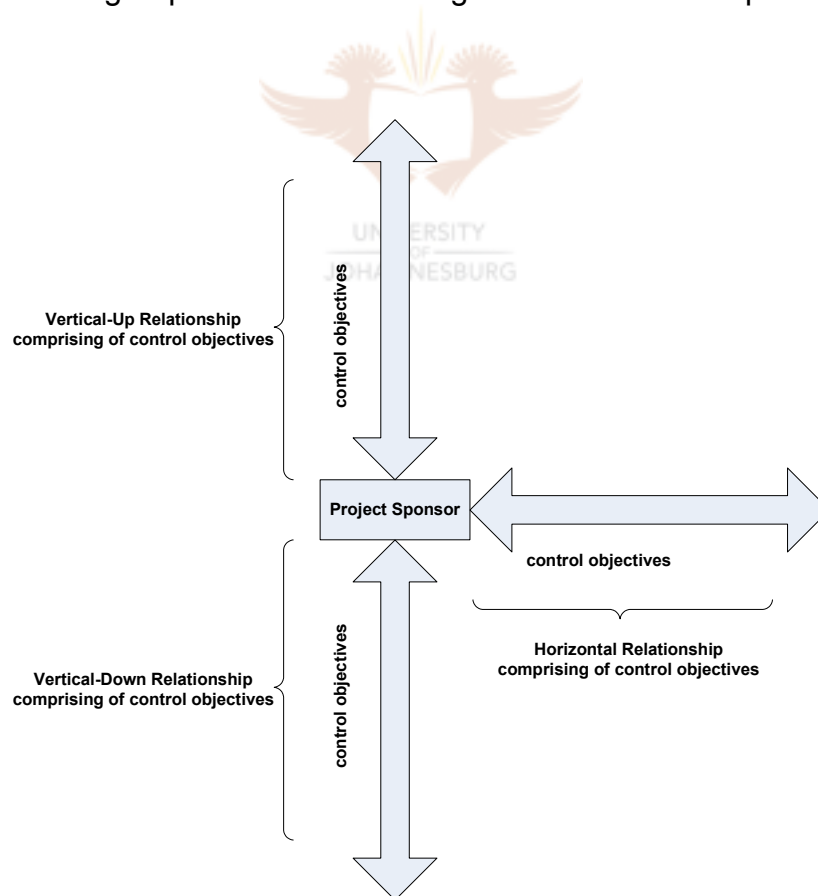 UNIVERSITY
OF
JOHANNESBURG
control objectives
Vertical-Up Relationship
comprising of control objectives
Project Sponsor
control objectives
Horizontal Relationship
comprising of control objectives
control objectives
Vertical-Down Relationship
comprising of control objectives